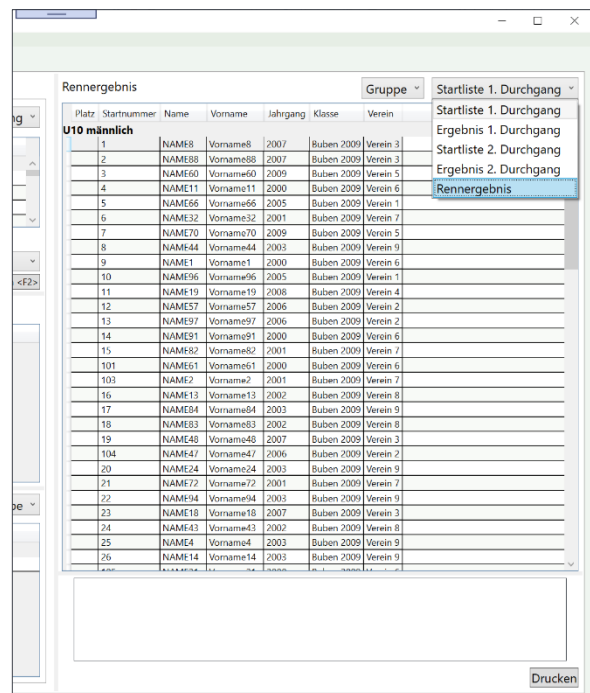 Rennergebnis Gruppe Startliste 1. Durchgang
ng
Platz Startnummer Name Vorname Jahrgang Klasse Verein
Startliste 1. Durchgang
Ergebnis 1. Durchgang
Startliste 2. Durchgang
Ergebnis 2. Durchgang
Rennergebnis
U10 männlich
1 NAME8 Vorname8 2007 Buben 2009 Verein 3
2 NAME88 Vorname88 2007 Buben 2009 Verein 3
3 NAME60 Vorname60 2009 Buben 2009 Verein 5
4 NAME11 Vorname11 2000 Buben 2009 Verein 6
5 NAME66 Vorname66 2005 Buben 2009 Verein 1
6 NAME32 Vorname32 2001 Buben 2009 Verein 7
7 NAME70 Vorname70 2009 Buben 2009 Verein 5
8 NAME44 Vorname44 2003 Buben 2009 Verein 9
9 NAME1 Vorname1 2000 Buben 2009 Verein 6
<F2>
10 NAME96 Vorname96 2005 Buben 2009 Verein 1
11 NAME19 Vorname19 2008 Buben 2009 Verein 4
12 NAME57 Vorname57 2006 Buben 2009 Verein 2
13 NAME97 Vorname97 2006 Buben 2009 Verein 2
14 NAME91 Vorname91 2000 Buben 2009 Verein 6
15 NAME82 Vorname82 2001 Buben 2009 Verein 7
101 NAME61 Vorname61 2000 Buben 2009 Verein 6
103 NAME2 Vorname2 2001 Buben 2009 Verein 7
16 NAME13 Vorname13 2002 Buben 2009 Verein 8
17 NAME84 Vorname84 2003 Buben 2009 Verein 9
18 NAME83 Vorname83 2002 Buben 2009 Verein 8
19 NAME48 Vorname48 2007 Buben 2009 Verein 3
104 NAME47 Vorname47 2006 Buben 2009 Verein 2
20 NAME24 Vorname24 2003 Buben 2009 Verein 9
21 NAME72 Vorname72 2001 Buben 2009 Verein 7
pe
22 NAME94 Vorname94 2003 Buben 2009 Verein 9
23 NAME18 Vorname18 2007 Buben 2009 Verein 3
24 NAME43 Vorname43 2002 Buben 2009 Verein 8
25 NAME4 Vorname4 2003 Buben 2009 Verein 9
26 NAME14 Vorname14 2003 Buben 2009 Verein 9
Drucken